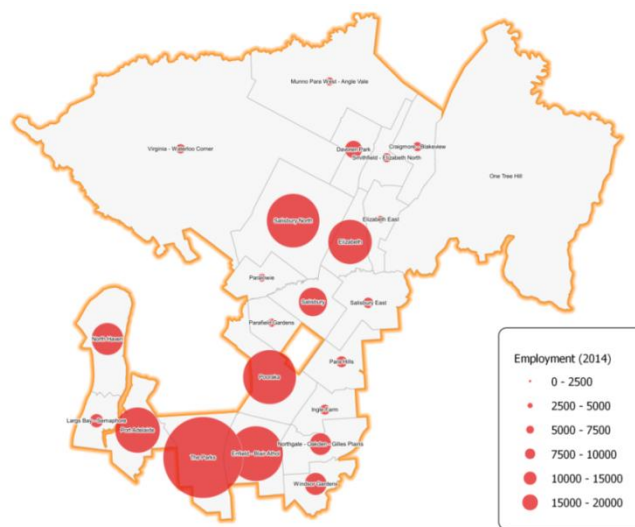 Munno Para West - Angle Vale
Virginia - Waterloo Corner
Davoren Park
Craigmore - Blakeview
Smithfield - Elizabeth North
One Tree Hill
Elizabeth East
Salisbury North
Elizabeth
Paralowie
Salisbury
Salisbury East
Parafield Gardens
North Haven
Para Hills
Pooraka
Ingle Farm
Largs Bay - Semaphore
Port Adelaide
The Parks
Enfield - Blair Athol
Northgate - Oakden - Gilles Plains
Windsor Gardens
Employment (2014)
0 - 2500
2500 - 5000
5000 - 7500
7500 - 10000
10000 - 15000
15000 - 20000